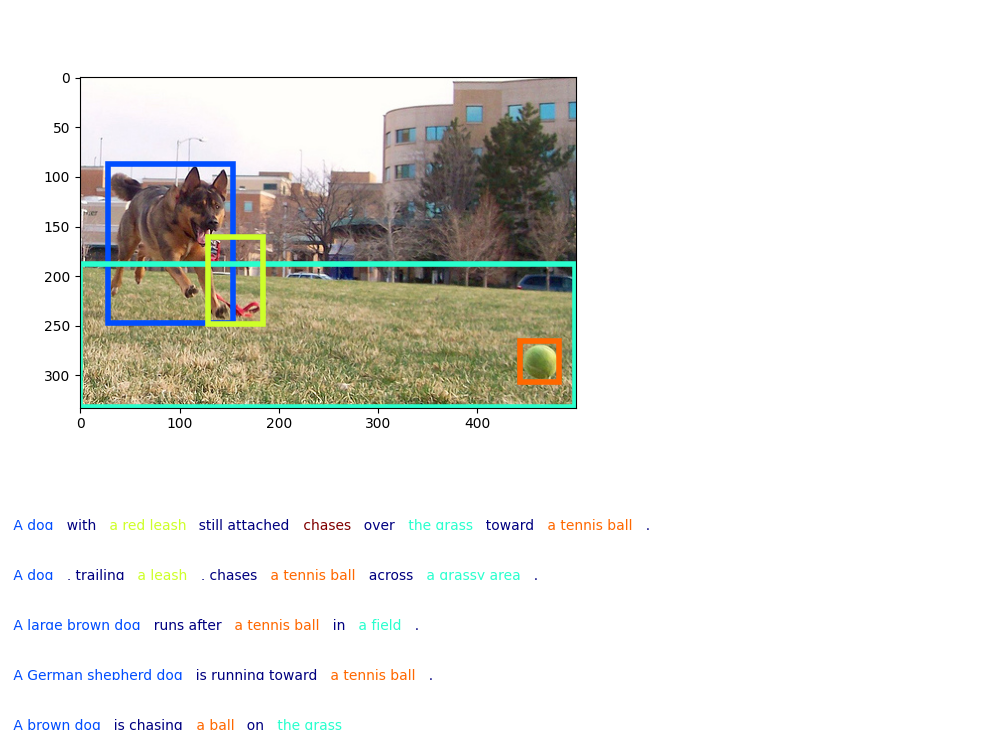 0
50
100
150
200
250
300
0 100 200 300 400
A dog with a red leash still attached chases over the grass toward a tennis ball .
A dog , trailing a leash , chases a tennis ball across a grassy area .
A large brown dog runs after a tennis ball in a field .
A German shepherd dog is running toward a tennis ball .
A brown dog is chasing a ball on the grass